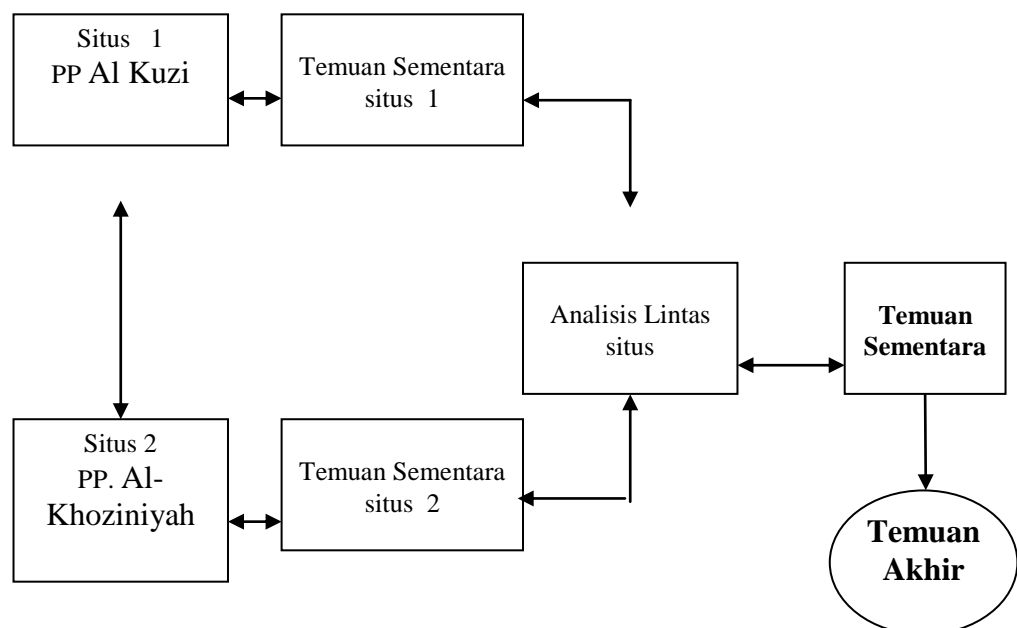 Situs 1
PP Al Kuzi
Temuan Sementara
situs 1
Analisis Lintas
situs
Temuan
Sementara
Situs 2
PP. Al-
Khoziniyah
Temuan Sementara
situs 2
Temuan
Akhir